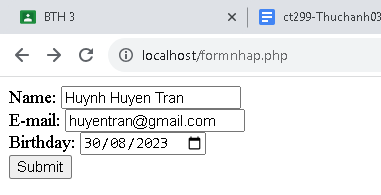 BTH 3
ct299-Thuchanh03
localhost/formnhap.php
Name: Huynh Huyen Tran
E-mail: huyentran@gmail.com
Birthday: 30/08/2023
Submit